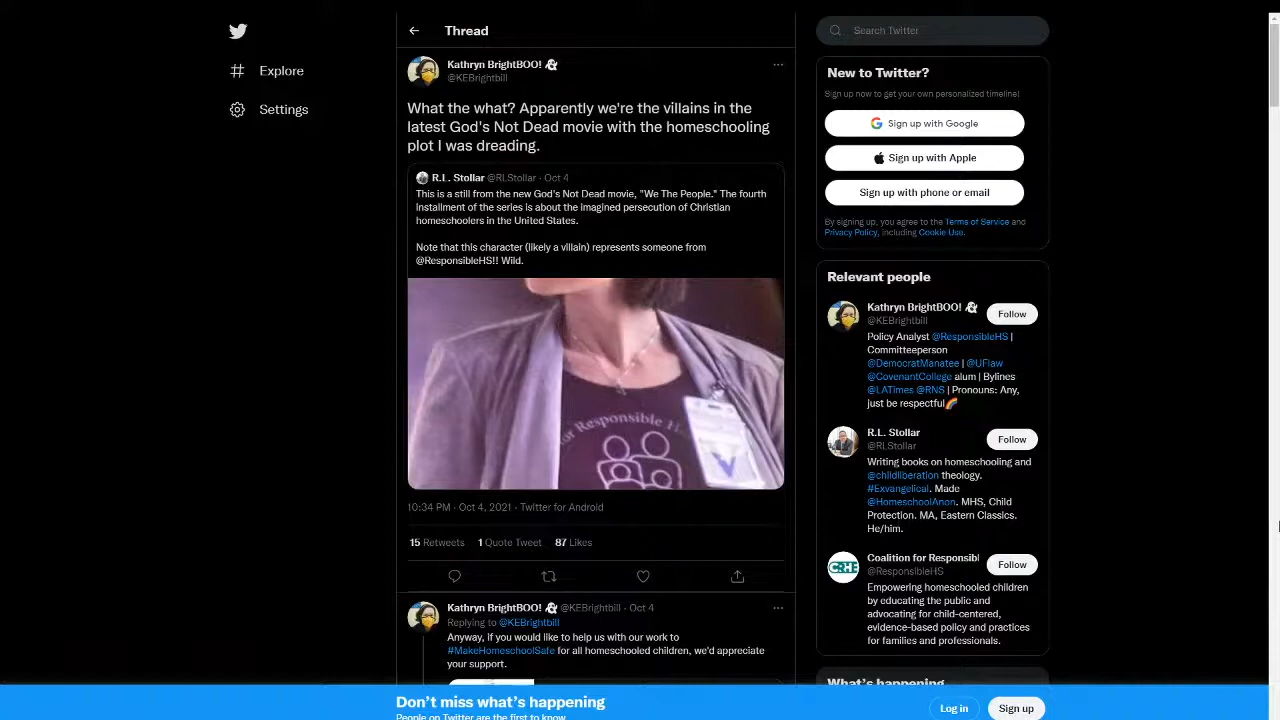 Thread
Search Twitter
Explore
Settings
Kathryn BrightBOO!
@KEBrightbill
What the what? Apparently we're the villains in the
latest God's Not Dead movie with the homeschooling
plot I was dreading.
R.L. Stollar @RLStollar · Oct 4
This is a still from the new God's Not Dead movie, "We The People." The fourth
installment of the series is about the imagined persecution of Christian
homeschoolers in the United States.
Note that this character (likely a villain) represents someone from
@ResponsibleHS!! Wild.
for Responsible H
10:34 PM · Oct 4, 2021 · Twitter for Android
15 Retweets 1 Quote Tweet 87 Likes
Kathryn BrightBOO! @KEBrightbill · Oct 4
Replying to @KEBrightbill
Anyway, if you would like to help us with our work to
#MakeHomeschoolSafe for all homeschooled children, we'd appreciate
your support.
New to Twitter?
Sign up now to get your own personalized timeline!
Sign up with Google
Sign up with Apple
Sign up with phone or email
By signing up, you agree to the Terms of Service and
Privacy Policy, including Cookie Use.
Relevant people
Kathryn BrightBOO!
@KEBrightbill
Follow
Policy Analyst @ResponsibleHS |
Committeeperson
@DemocratManatee | @UFlaw
@CovenantCollege alum | Bylines
@LATimes @RNS | Pronouns: Any,
just be respectful🌈
R.L. Stollar
@RLStollar
Follow
Writing books on homeschooling and
@childliberation theology.
#Exvangelical. Made
@HomeschoolAnon. MHS, Child
Protection. MA, Eastern Classics.
He/him.
CRHE
Coalition for Responsibl
@ResponsibleHS
Follow
Empowering homeschooled children
by educating the public and
advocating for child-centered,
evidence-based policy and practices
for families and professionals.
What's happening
Don't miss what's happening
People on Twitter are the first to know.
Log in
Sign up